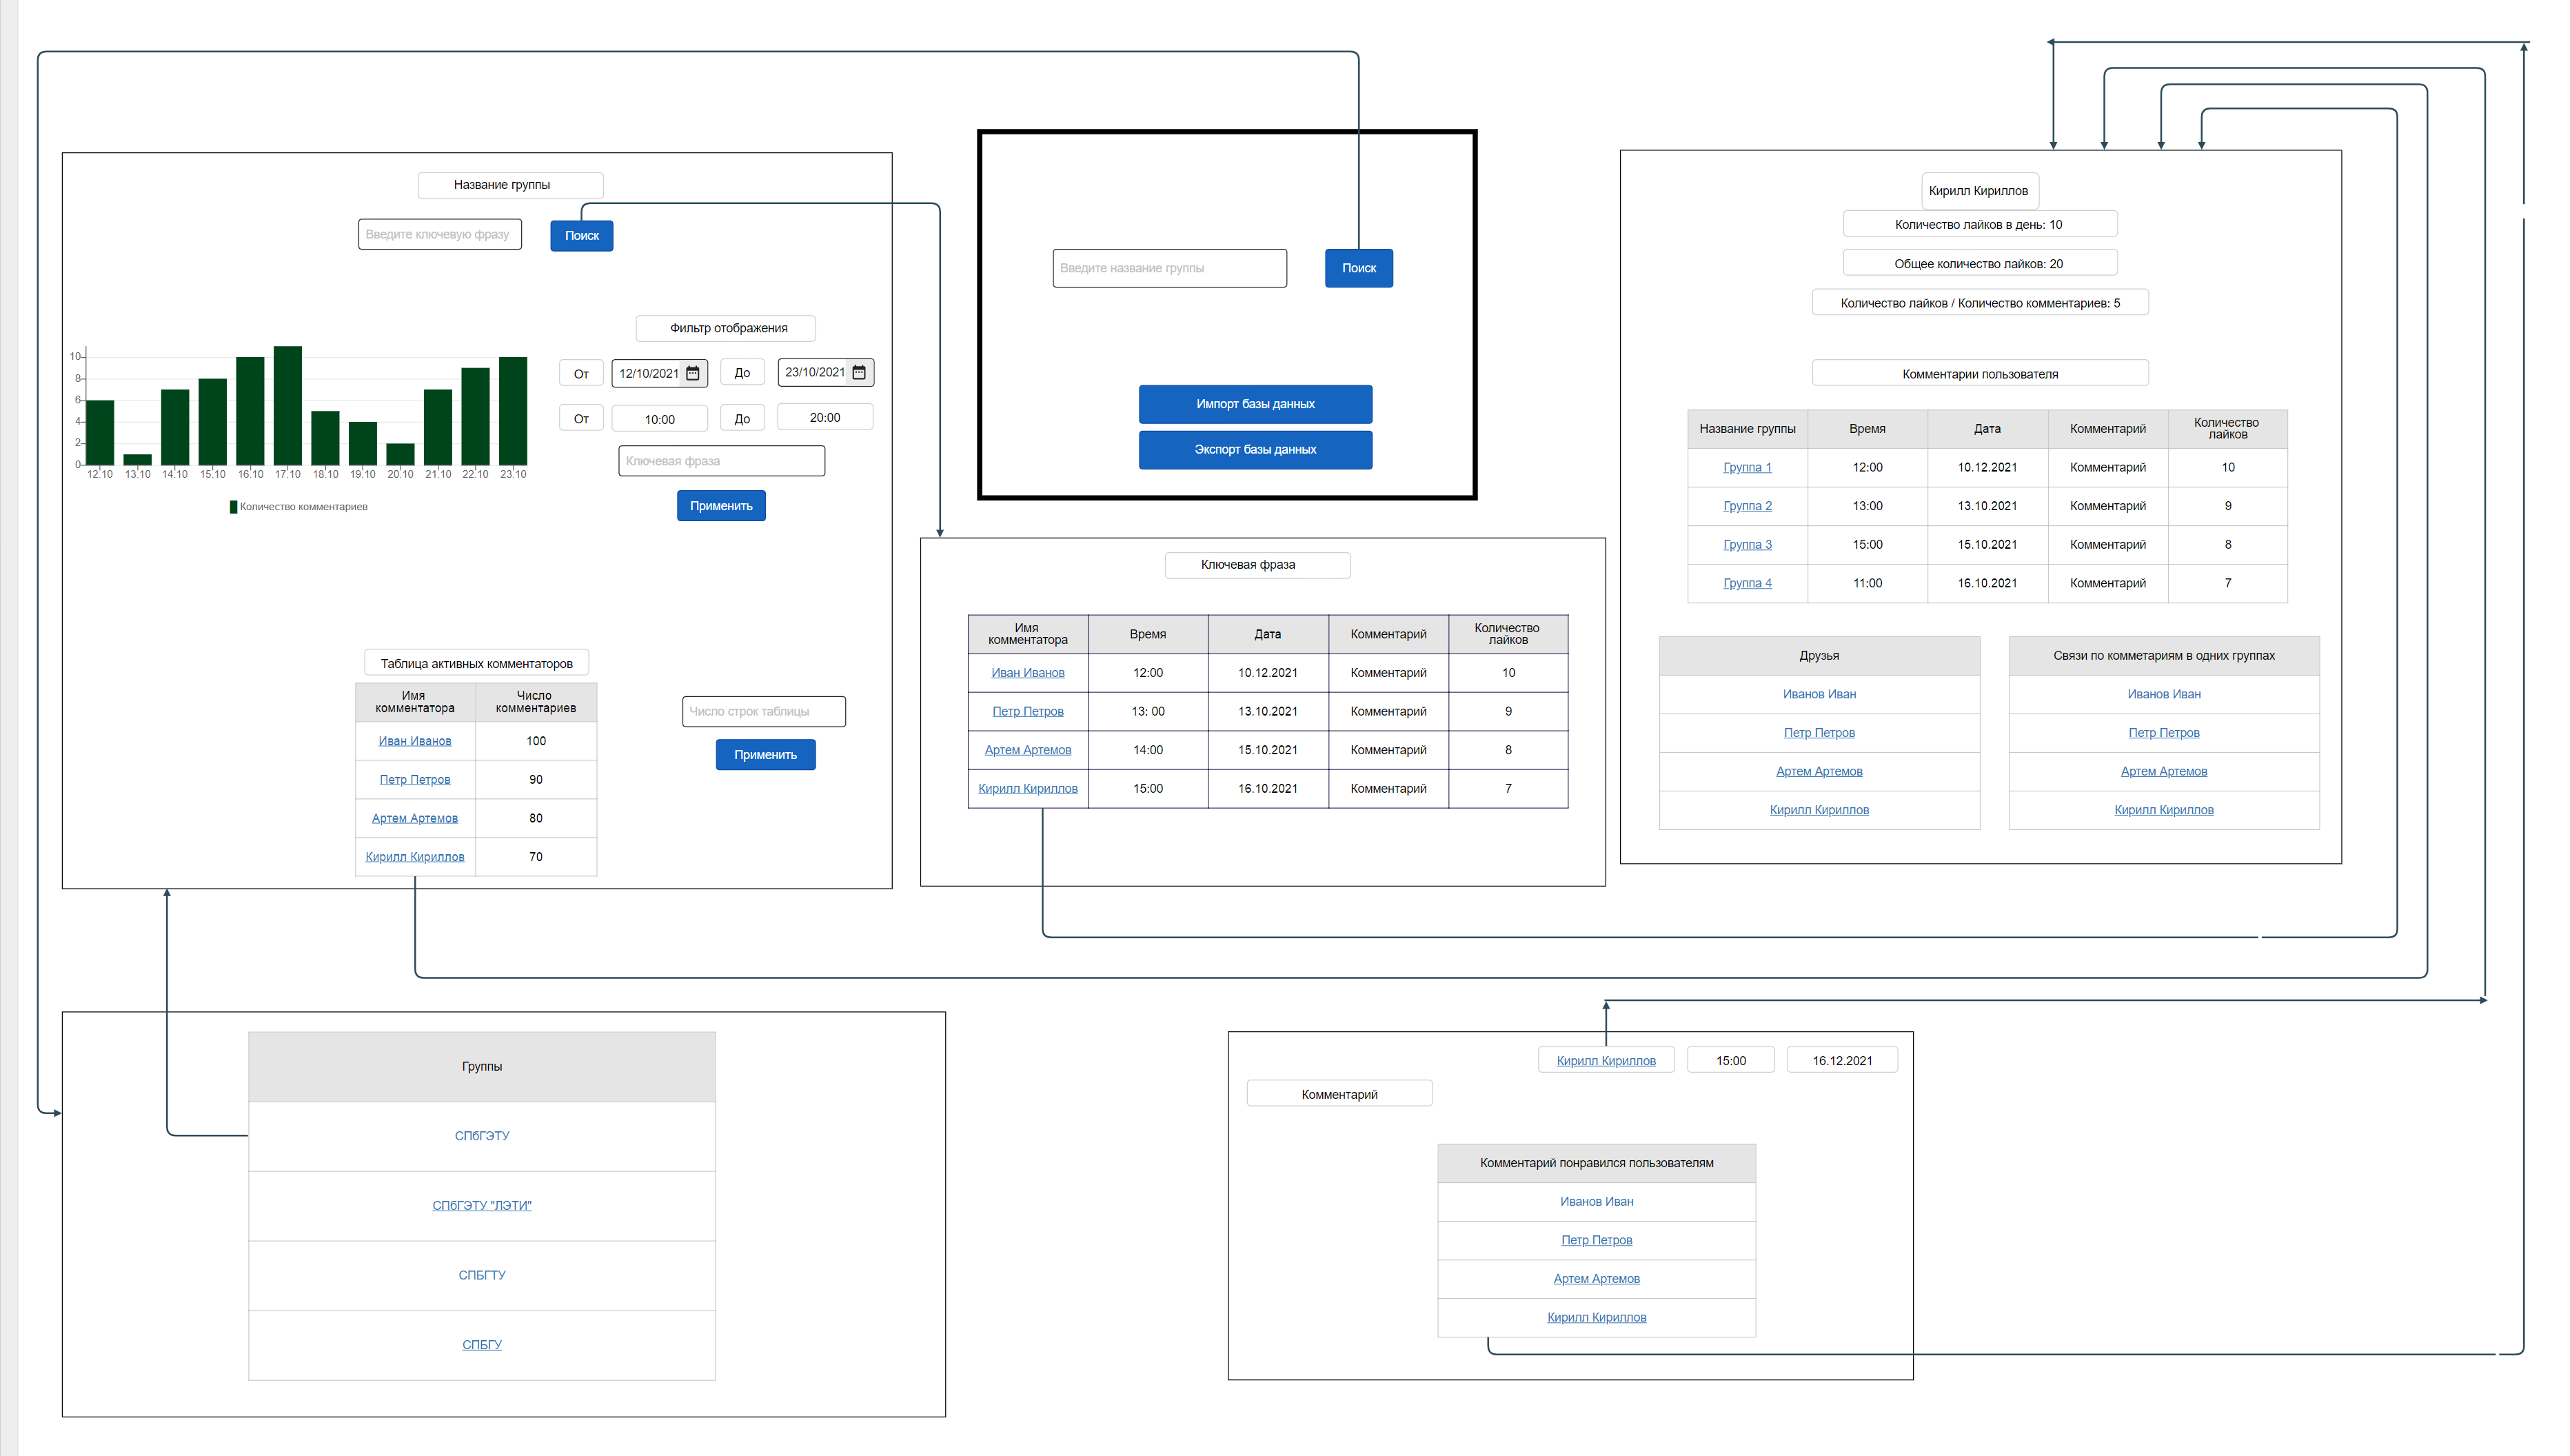 Название группы
Введите ключевую фразу
Поиск
Фильтр отображения
От 12/10/2021 До 23/10/2021
От 10:00 До 20:00
Ключевая фраза
Применить
10
8
6
4
2
0
12.10 13.10 14.10 15.10 16.10 17.10 18.10 19.10 20.10 21.10 22.10 23.10
Количество комментариев
Таблица активных комментаторов
Имя комментатора Число комментариев
Иван Иванов 100
Петр Петров 90
Артем Артемов 80
Кирилл Кириллов 70
Число строк таблицы
Применить
Введите название группы
Поиск
Импорт базы данных
Экспорт базы данных
Ключевая фраза
Имя комментатора Время Дата Комментарий Количество лайков
Иван Иванов 12:00 10.12.2021 Комментарий 10
Петр Петров 13: 00 13.10.2021 Комментарий 9
Артем Артемов 14:00 15.10.2021 Комментарий 8
Кирилл Кириллов 15:00 16.10.2021 Комментарий 7
Кирилл Кириллов
Количество лайков в день: 10
Общее количество лайков: 20
Количество лайков / Количество комментариев: 5
Комментарии пользователя
Название группы Время Дата Комментарий Количество лайков
Группа 1 12:00 10.12.2021 Комментарий 10
Группа 2 13:00 13.10.2021 Комментарий 9
Группа 3 15:00 15.10.2021 Комментарий 8
Группа 4 11:00 16.10.2021 Комментарий 7
Друзья
Иванов Иван
Петр Петров
Артем Артемов
Кирилл Кириллов
Связи по комметариям в одних группах
Иванов Иван
Петр Петров
Артем Артемов
Кирилл Кириллов
Группы
СПбГЭТУ
СПбГЭТУ "ЛЭТИ"
СПБГТУ
СПБГУ
Кирилл Кириллов 15:00 16.12.2021
Комментарий
Комментарий понравился пользователям
Иванов Иван
Петр Петров
Артем Артемов
Кирилл Кириллов